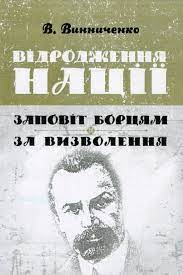 В. Винниченко
ВІДРОДЖЕННЯ
НАЦІЇ
ЗАПОВІТ БОРЦЯМ
ЗА ВИЗВОЛЕННЯ